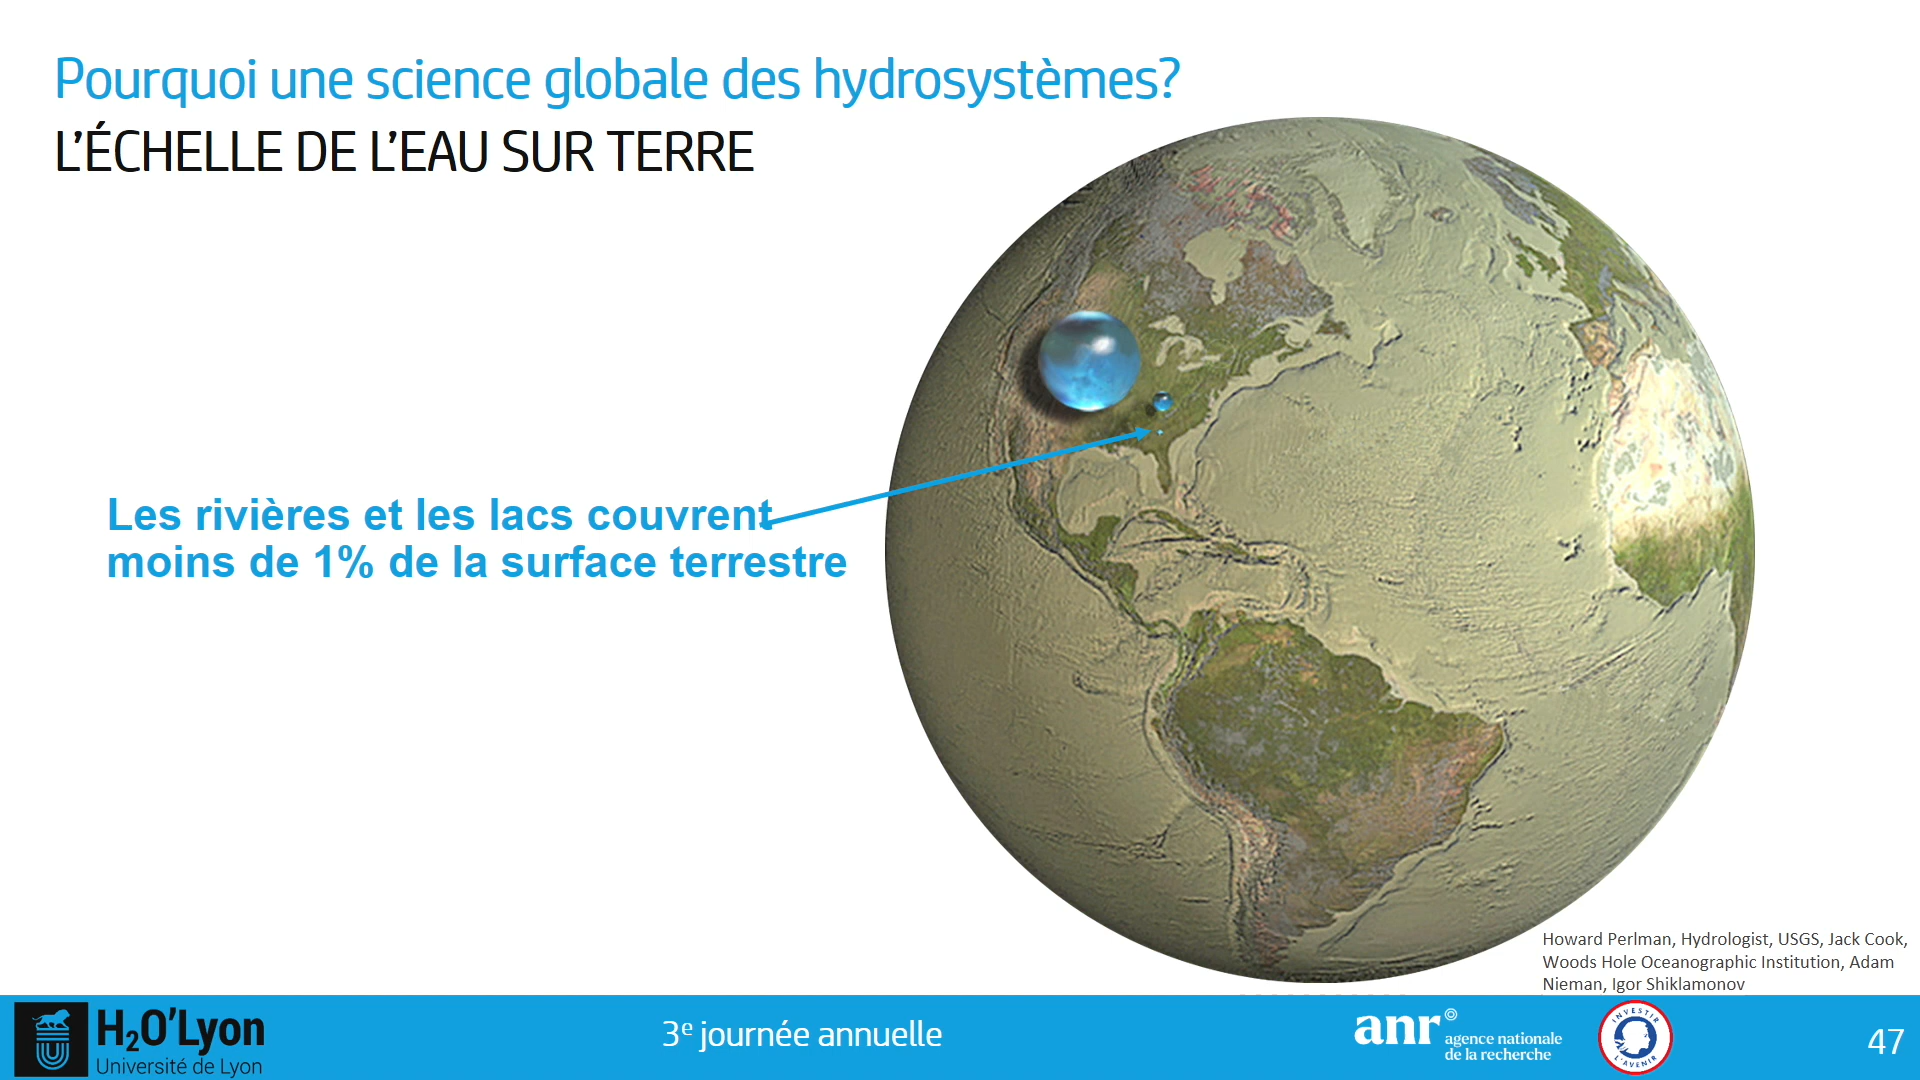 Pourquoi une science globale des hydrosystèmes?
L'ÉCHELLE DE L'EAU SUR TERRE
Les rivières et les lacs couvrent
moins de 1% de la surface terrestre
Howard Perlman, Hydrologist, USGS, Jack Cook,
Woods Hole Oceanographic Institution, Adam
Nieman, Igor Shiklamonov
H₂O'Lyon
Université de Lyon
3ᵉ journée annuelle
anr
agence nationale
de la recherche
INVESTIR
L'AVENIR
47